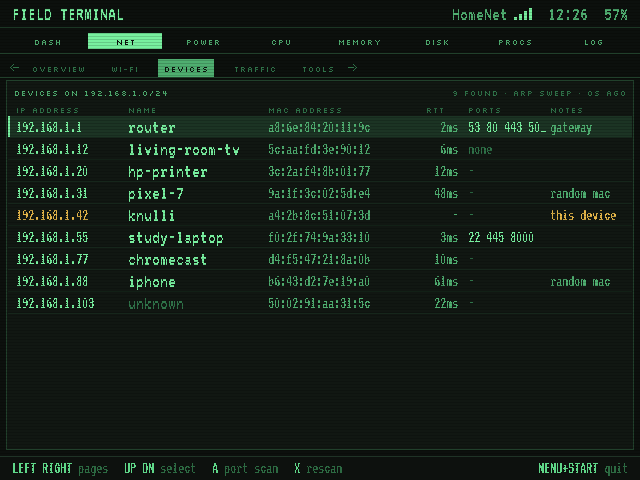 FIELD TERMINAL HomeNet 12:26 57%
DASH NET POWER CPU MEMORY DISK PROCS LOG
← OVERVIEW WI-FI DEVICES TRAFFIC TOOLS →
DEVICES ON 192.168.1.0/24 9 FOUND · ARP SWEEP · 0S AGO
IP ADDRESS NAME MAC ADDRESS RTT PORTS NOTES
192.168.1.1 router a8:6e:84:20:11:9c 2ms 53 80 443 50… gateway
192.168.1.12 living-room-tv 5c:aa:fd:3e:90:12 6ms none
192.168.1.20 hp-printer 3c:2a:f4:8b:01:77 12ms -
192.168.1.31 pixel-7 9a:1f:3c:02:5d:e4 48ms - random mac
192.168.1.42 knulli a4:2b:8c:51:07:3d - - this device
192.168.1.55 study-laptop f0:2f:74:9a:33:10 3ms 22 445 8000
192.168.1.77 chromecast d4:f5:47:21:8a:0b 10ms -
192.168.1.88 iphone b6:43:d2:7e:19:a0 61ms - random mac
192.168.1.103 unknown 50:02:91:aa:31:5c 22ms -
LEFT RIGHT pages UP DN select A port scan X rescan MENU+START quit